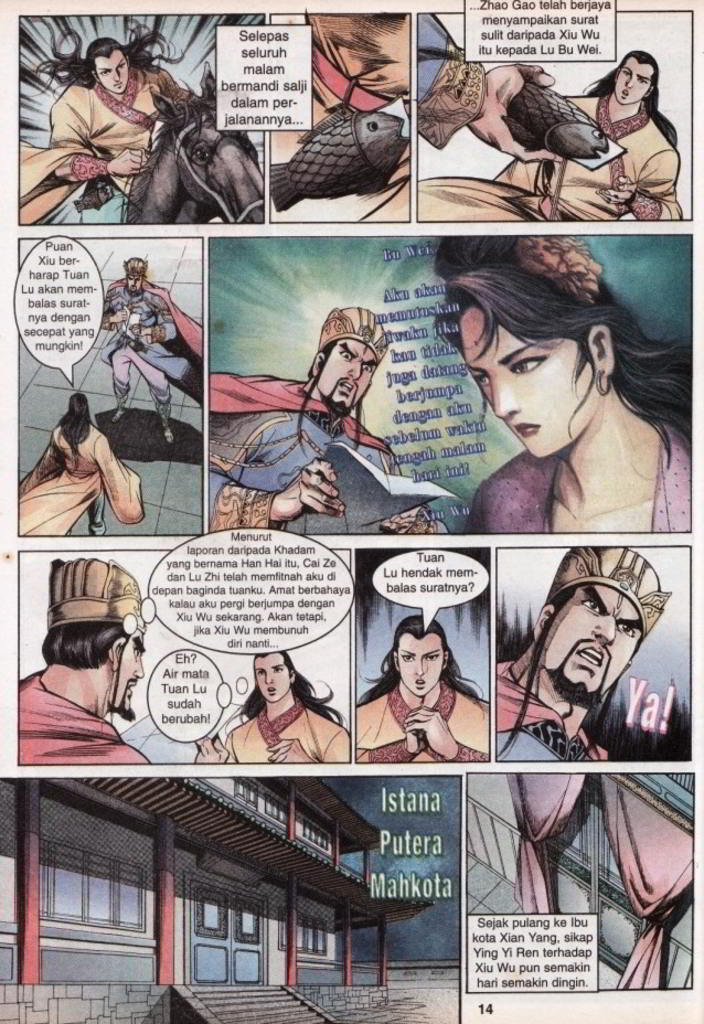 Selepas
seluruh
malam
bermandi salji
dalam per-
jalanannya...
...Zhao Gao telah berjaya
menyampaikan surat
sulit daripada Xiu Wu
itu kepada Lu Bu Wei.
Puan
Xiu ber-
harap Tuan
Lu akan mem-
balas surat-
nya dengan
secepat yang
mungkin!
Bu Wei:
Aku akan
memutuskan
jiwaku jika
kau tidak
juga datang
berjumpa
dengan aku
sebelum waktu
tengah malam
hari ini!
Xiu Wu
Menurut
laporan daripada Khadam
yang bernama Han Hai itu, Cai Ze
dan Lu Zhi telah memfitnah aku di
depan baginda tuanku. Amat berbahaya
kalau aku pergi berjumpa dengan
Xiu Wu sekarang. Akan tetapi,
jika Xiu Wu membunuh
diri nanti...
Eh?
Air mata
Tuan Lu
sudah
berubah!
Tuan
Lu hendak mem-
balas suratnya?
Ya!
Istana
Putera
Mahkota
Sejak pulang ke Ibu
kota Xian Yang, sikap
Ying Yi Ren terhadap
Xiu Wu pun semakin
hari semakin dingin.
14